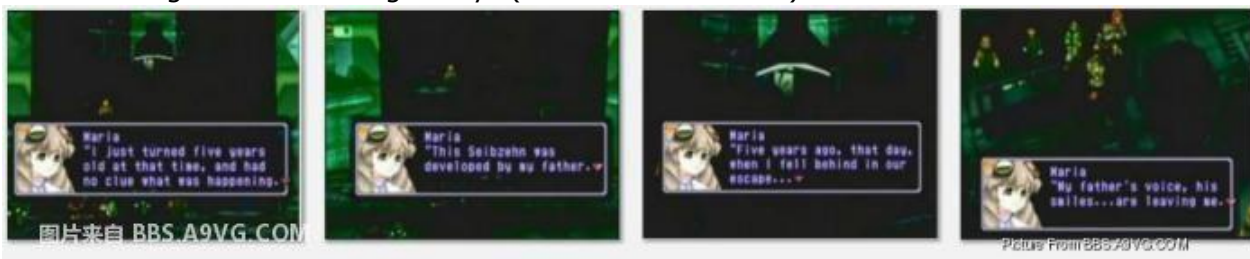 Maria
"I just turned five years
old at that time, and had
no clue what was happening.
图片来自 BBS.A9VG.COM
Maria
"This Seibzehn was
developed by my father.
Maria
"Five years ago, that day,
when I fell behind in our
escape...
Maria
"My father's voice, his
smiles...are leaving me.
Picture From BBS.A9VG.COM